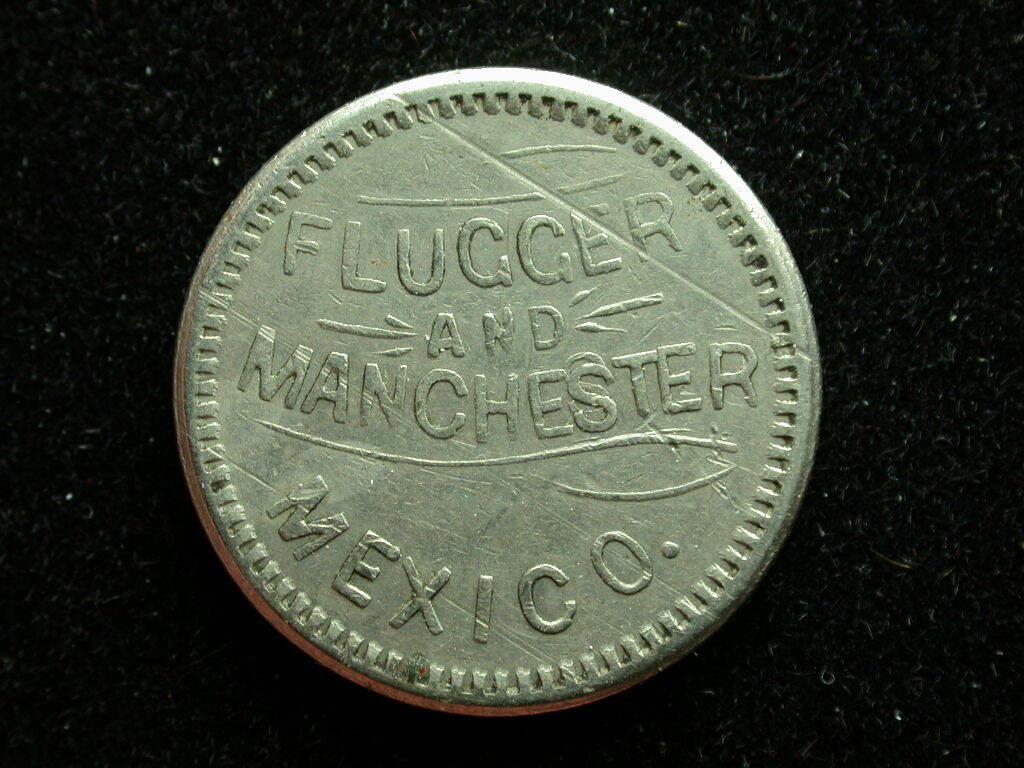 FLUGGER
AND
MANCHESTER
MEXICO.